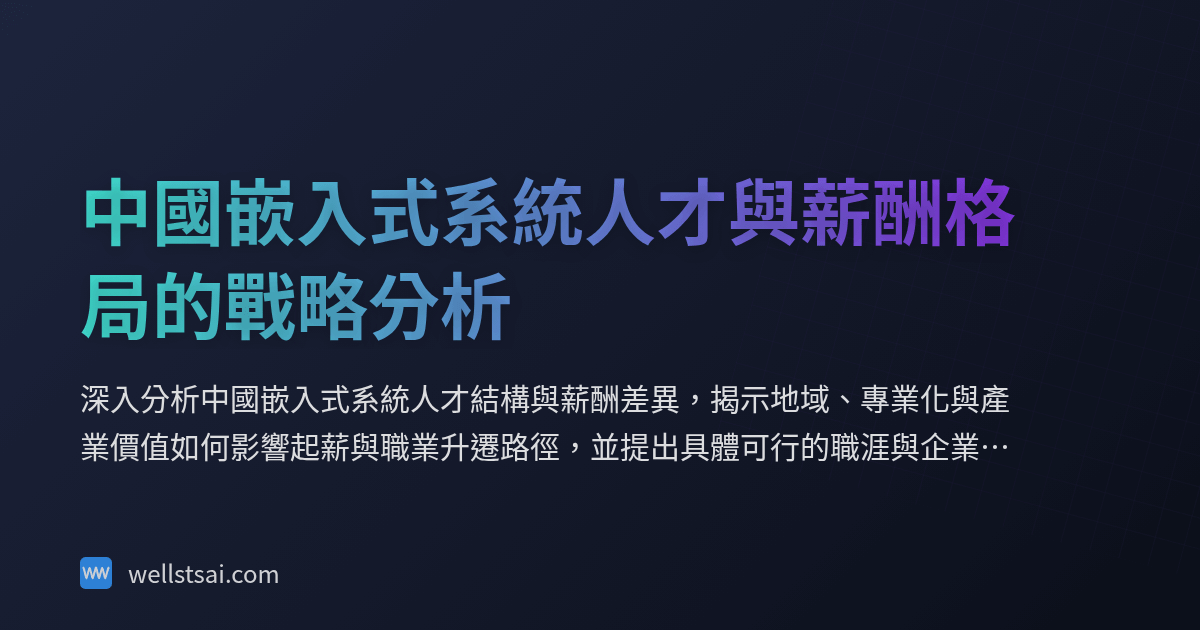 中國嵌入式系統人才與薪酬格
局的戰略分析
深入分析中國嵌入式系統人才結構與薪酬差異，揭示地域、專業化與產
業價值如何影響起薪與職業升遷路徑，並提出具體可行的職涯與企業⋯
WW wellstsai.com